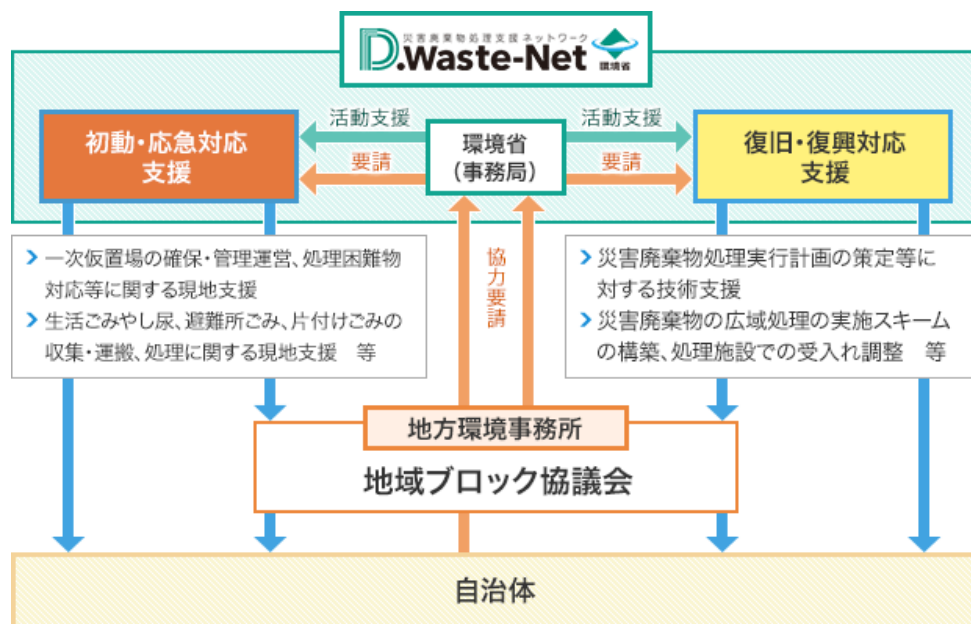 災害廃棄物処理支援ネットワーク
D.Waste-Net
環境省
初動・応急対応
支援
活動支援
要請
環境省
（事務局）
活動支援
要請
復旧・復興対応
支援
一次仮置場の確保・管理運営、処理困難物
対応等に関する現地支援
生活ごみやし尿、避難所ごみ、片付けごみの
収集・運搬、処理に関する現地支援　等
協力要請
災害廃棄物処理実行計画の策定等に
対する技術支援
災害廃棄物の広域処理の実施スキーム
の構築、処理施設での受入れ調整　等
地方環境事務所
地域ブロック協議会
自治体